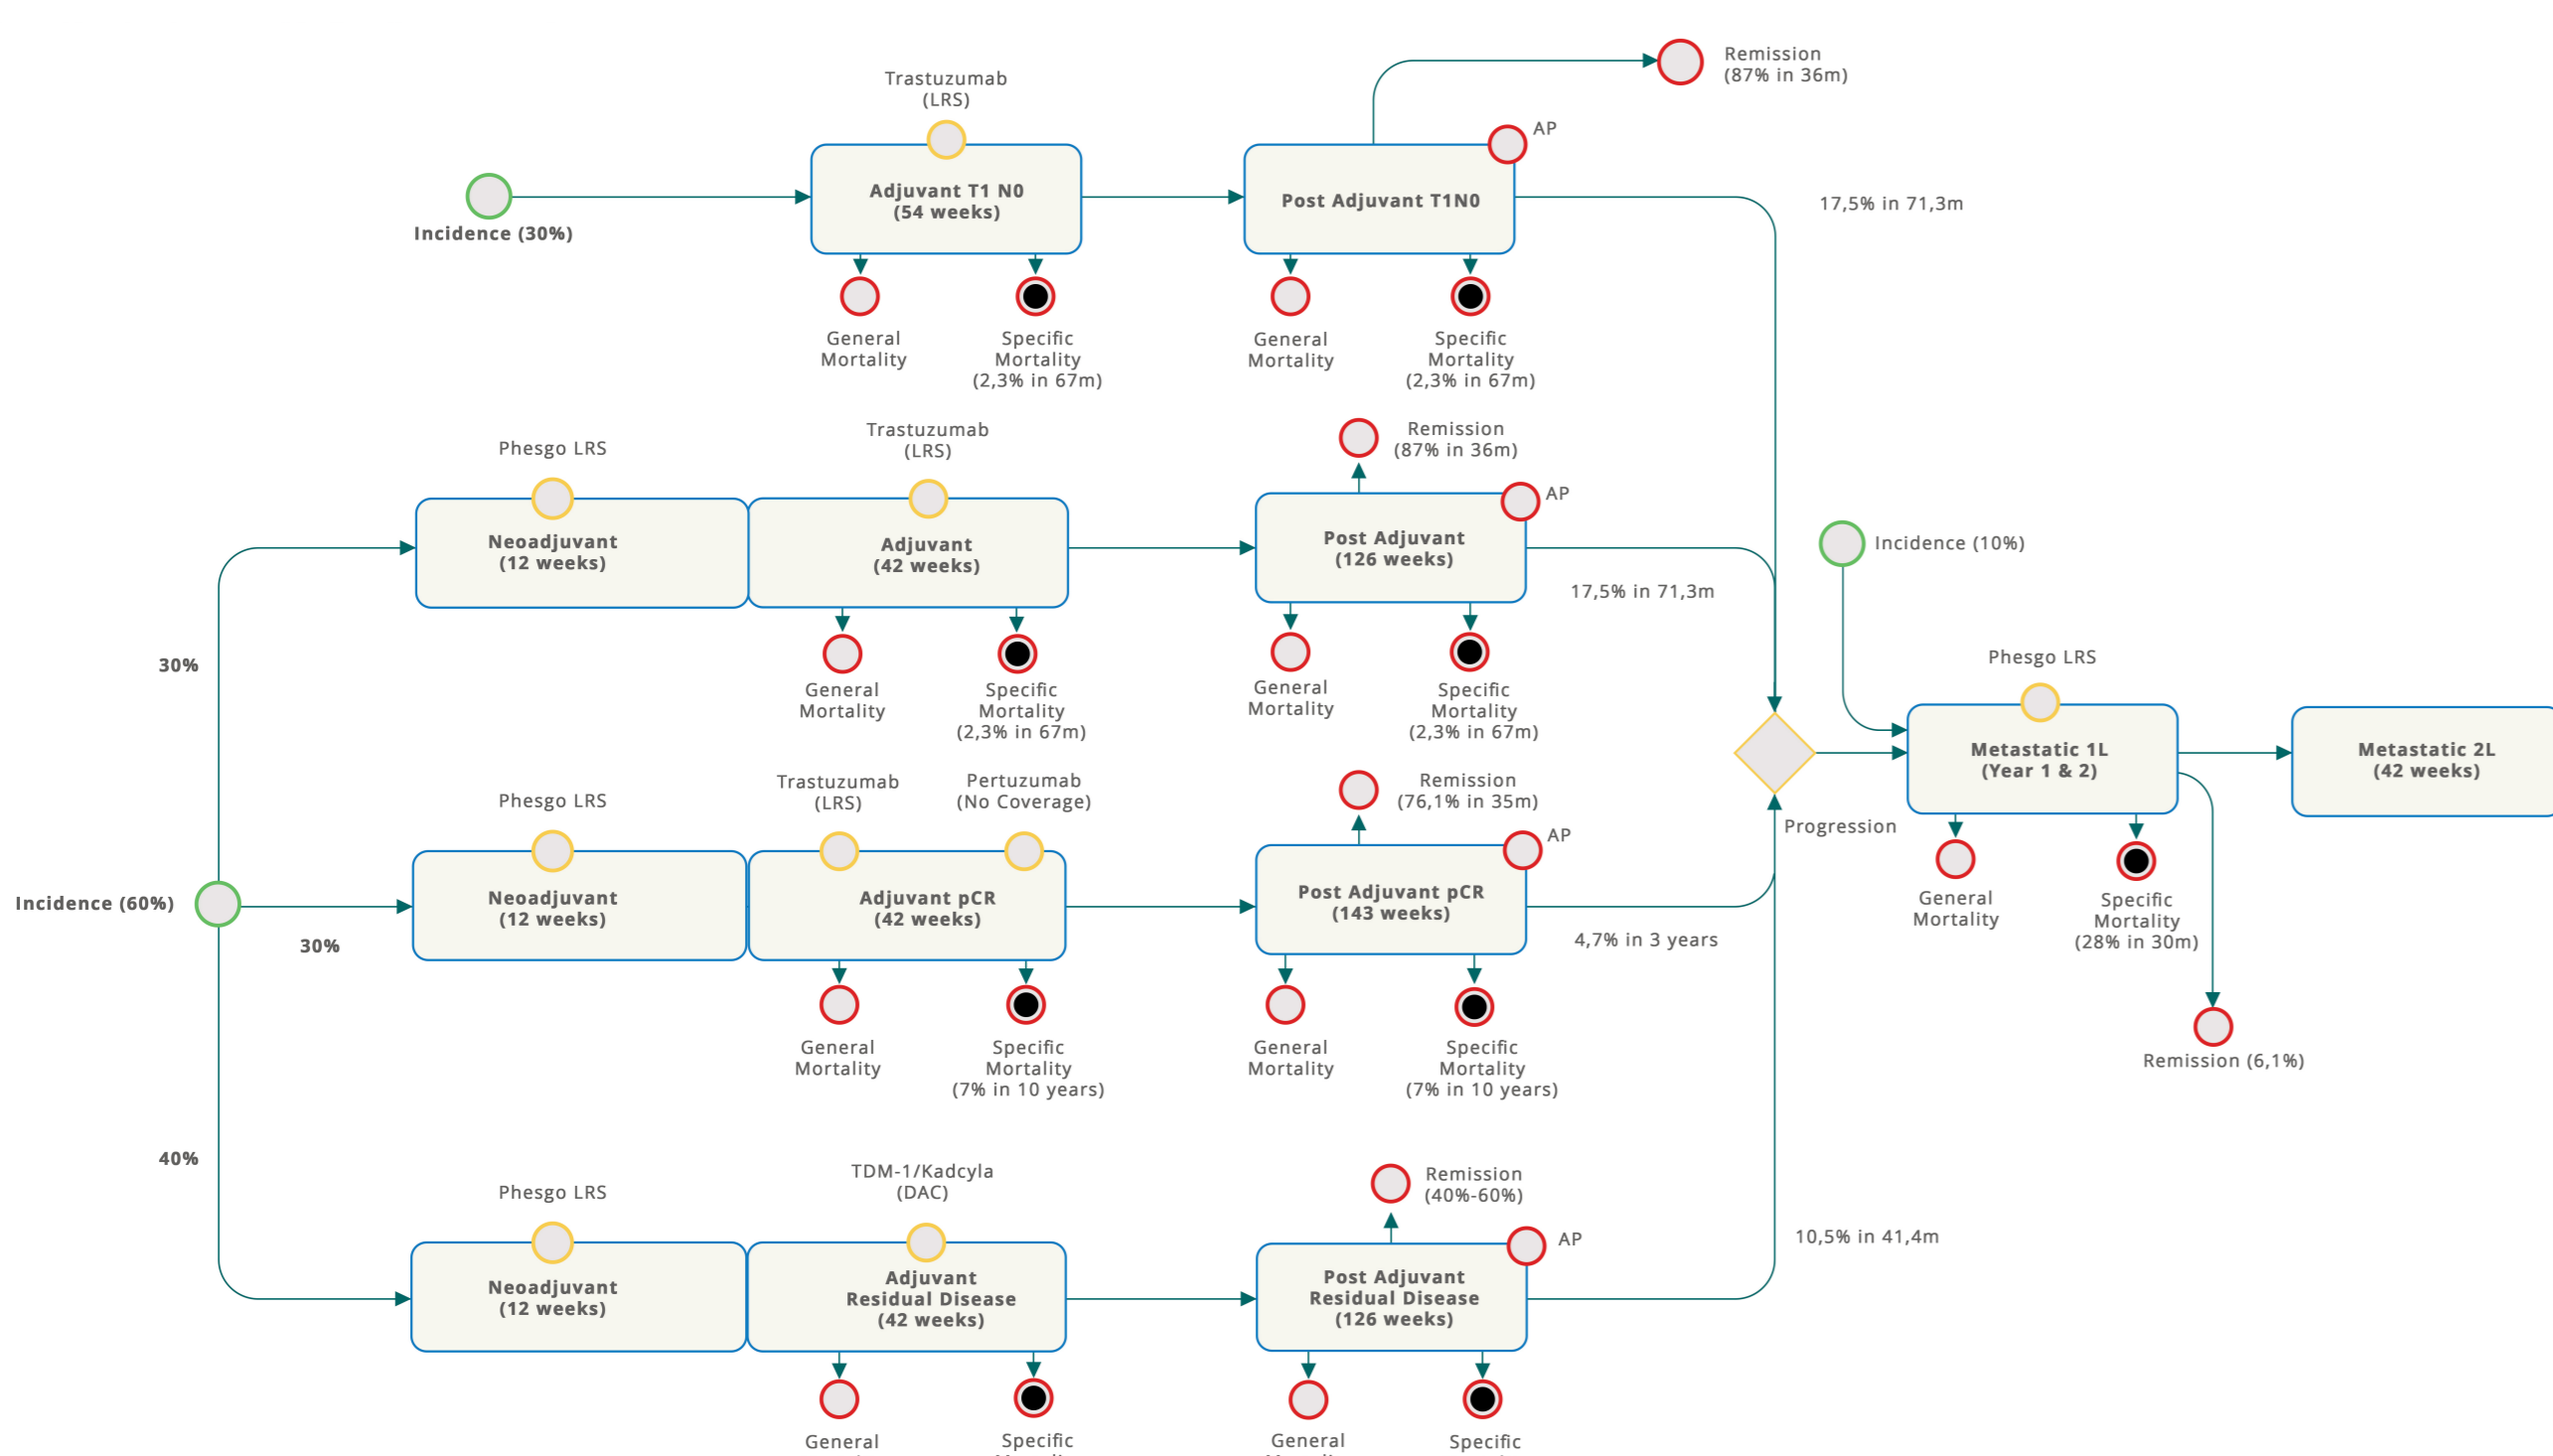 Remission
(87% in 36m)
Trastuzumab
(LRS)
AP
Adjuvant T1 N0
(54 weeks)
Post Adjuvant T1N0
17,5% in 71,3m
Incidence (30%)
General
Mortality
Specific
Mortality
(2,3% in 67m)
General
Mortality
Specific
Mortality
(2,3% in 67m)
Phesgo LRS
Trastuzumab
(LRS)
Remission
(87% in 36m)
AP
Neoadjuvant
(12 weeks)
Adjuvant
(42 weeks)
Post Adjuvant
(126 weeks)
Incidence (10%)
17,5% in 71,3m
30%
General
Mortality
Specific
Mortality
(2,3% in 67m)
General
Mortality
Specific
Mortality
(2,3% in 67m)
Phesgo LRS
Metastatic 1L
(Year 1 & 2)
Metastatic 2L
(42 weeks)
Phesgo LRS
Trastuzumab
(LRS)
Pertuzumab
(No Coverage)
Remission
(76,1% in 35m)
AP
Progression
Incidence (60%)
30%
Neoadjuvant
(12 weeks)
Adjuvant pCR
(42 weeks)
Post Adjuvant pCR
(143 weeks)
4,7% in 3 years
General
Mortality
Specific
Mortality
(28% in 30m)
Remission (6,1%)
General
Mortality
Specific
Mortality
(7% in 10 years)
General
Mortality
Specific
Mortality
(7% in 10 years)
40%
Phesgo LRS
TDM-1/Kadcyla
(DAC)
Remission
(40%-60%)
AP
10,5% in 41,4m
Neoadjuvant
(12 weeks)
Adjuvant
Residual Disease
(42 weeks)
Post Adjuvant
Residual Disease
(126 weeks)
General
Specific
General
Specific